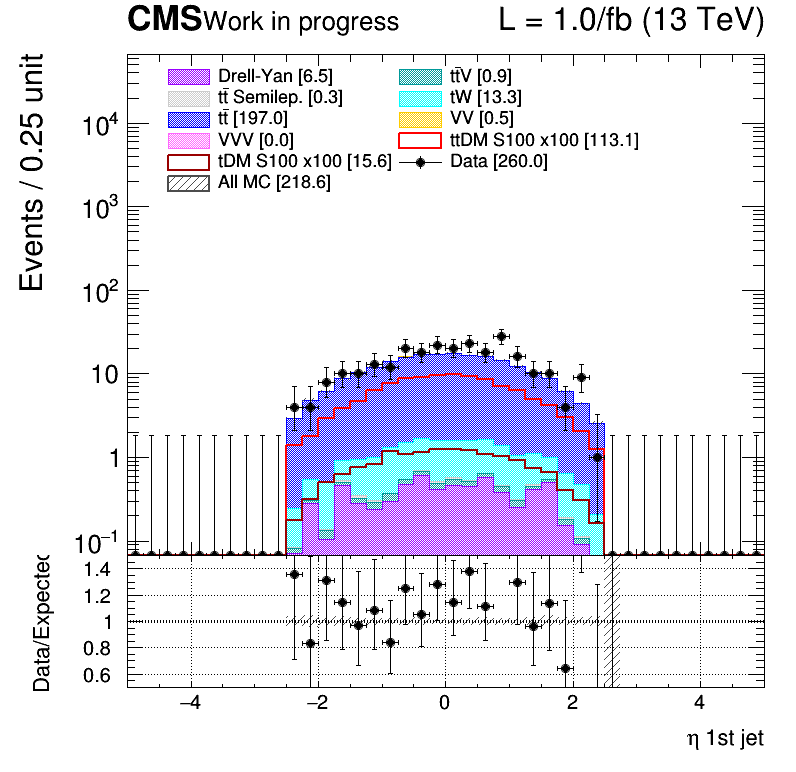 CMS Work in progress L = 1.0/fb (13 TeV)
Events / 0.25 unit
Drell-Yan [6.5] tt̄V [0.9]
tt̄ Semilep. [0.3] tW [13.3]
tt̄ [197.0] VV [0.5]
VVV [0.0] ttDM S100 x100 [113.1]
tDM S100 x100 [15.6] Data [260.0]
All MC [218.6]
10⁴
10³
10²
10
1
10⁻¹
Data/Expected
1.4
1.2
1
0.8
0.6
−4 −2 0 2 4
η 1st jet